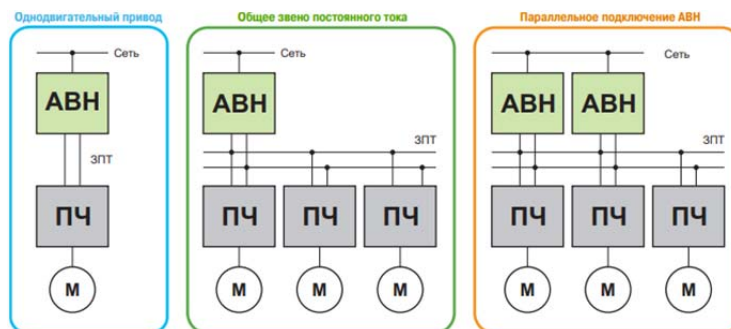 Однодвигательный привод
Сеть
АВН
ЗПТ
ПЧ
М
Общее звено постоянного тока
Сеть
АВН
ЗПТ
ПЧ ПЧ ПЧ
М М М
Параллельное подключение АВН
Сеть
АВН АВН
ЗПТ
ПЧ ПЧ ПЧ
М М М